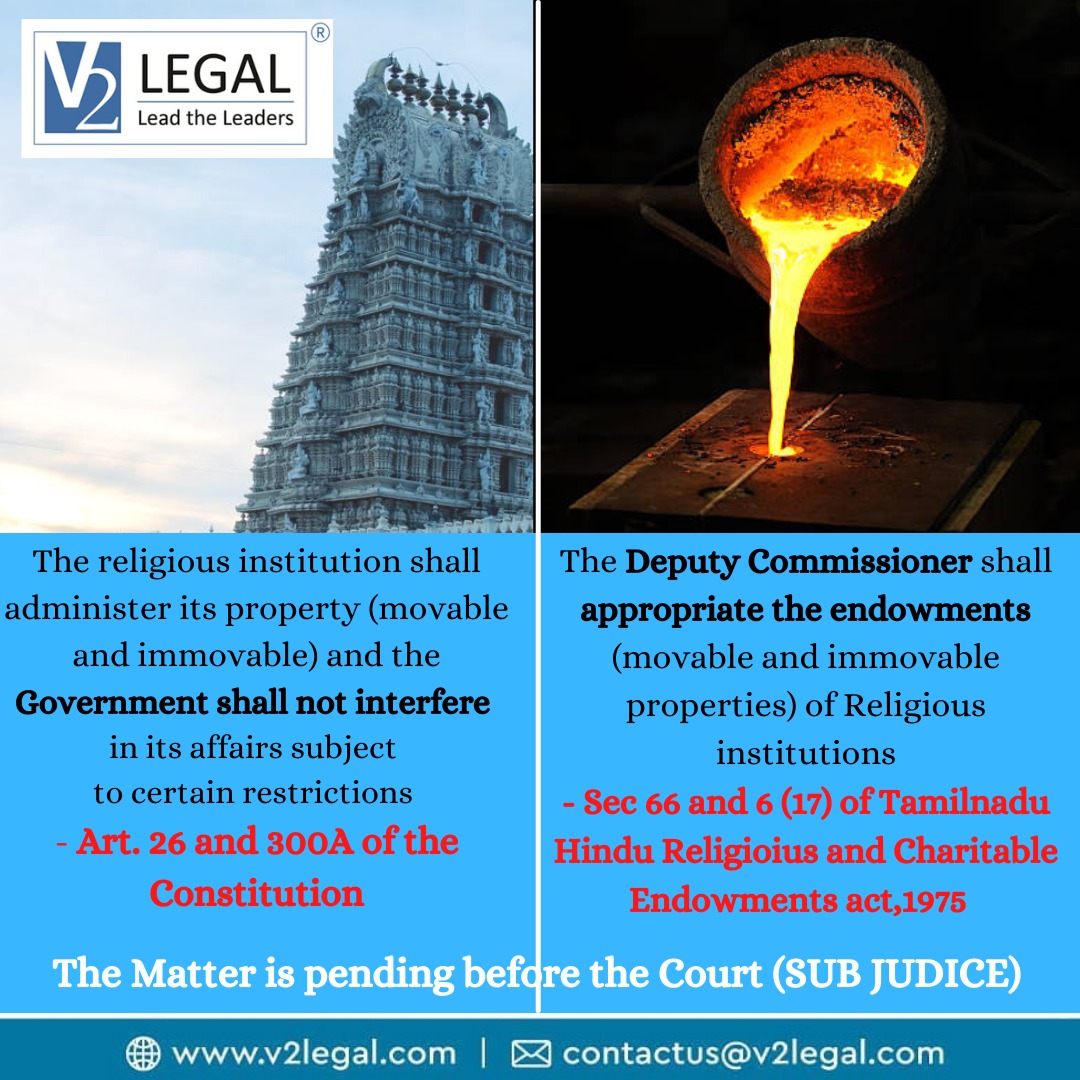 V2 LEGAL
Lead the Leaders
®
The religious institution shall
administer its property (movable
and immovable) and the
Government shall not interfere
in its affairs subject
to certain restrictions
- Art. 26 and 300A of the
Constitution
The Deputy Commissioner shall
appropriate the endowments
(movable and immovable
properties) of Religious
institutions
- Sec 66 and 6 (17) of Tamilnadu
Hindu Religioius and Charitable
Endowments act,1975
The Matter is pending before the Court (SUB JUDICE)
www.v2legal.com | contactus@v2legal.com